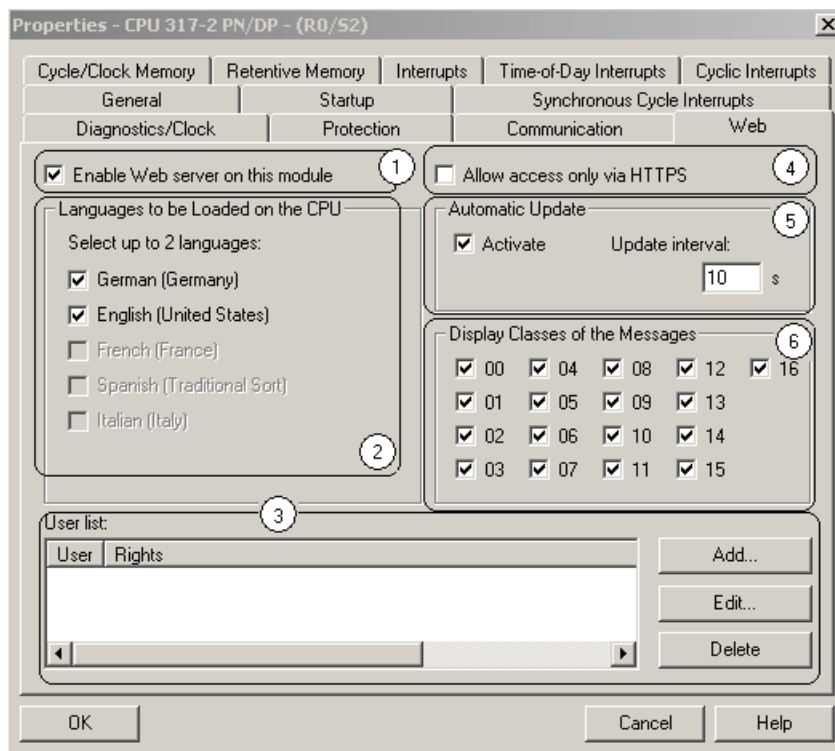 Properties - CPU 317-2 PN/DP - (R0/S2)
Cycle/Clock Memory Retentive Memory Interrupts Time-of-Day Interrupts Cyclic Interrupts
General Startup Synchronous Cycle Interrupts
Diagnostics/Clock Protection Communication Web
Enable Web server on this module 1
Allow access only via HTTPS 4
Languages to be Loaded on the CPU
Select up to 2 languages:
German (Germany)
English (United States)
French (France)
Spanish (Traditional Sort)
Italian (Italy)
2
Automatic Update 5
Activate Update interval:
10 s
Display Classes of the Messages 6
00 04 08 12 16
01 05 09 13
02 06 10 14
03 07 11 15
3
User list:
User Rights
Add...
Edit...
Delete
OK Cancel Help